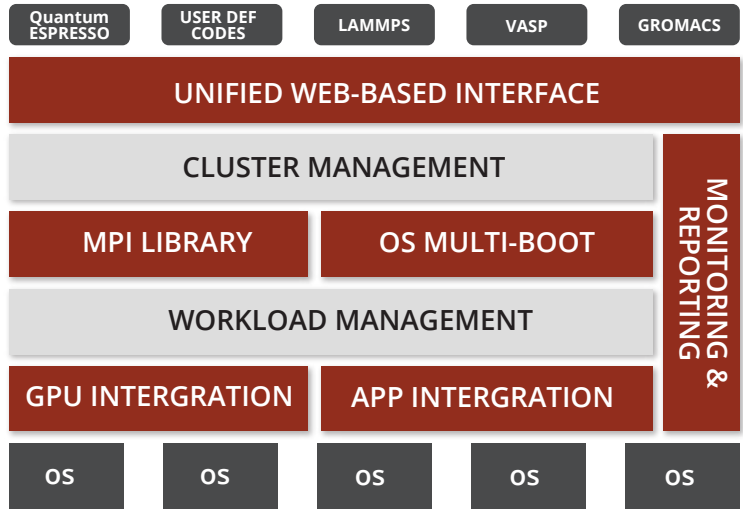 Quantum
ESPRESSO
USER DEF
CODES
LAMMPS
VASP
GROMACS
UNIFIED WEB-BASED INTERFACE
CLUSTER MANAGEMENT
MPI LIBRARY
OS MULTI-BOOT
MONITORING &
REPORTING
WORKLOAD MANAGEMENT
GPU INTERGRATION
APP INTERGRATION
OS
OS
OS
OS
OS